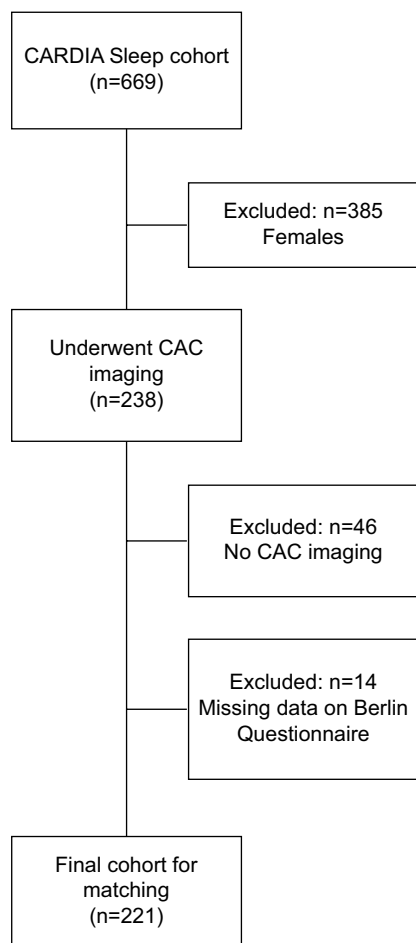 CARDIA Sleep cohort
(n=669)
Excluded: n=385
Females
Underwent CAC
imaging
(n=238)
Excluded: n=46
No CAC imaging
Excluded: n=14
Missing data on Berlin
Questionnaire
Final cohort for
matching
(n=221)